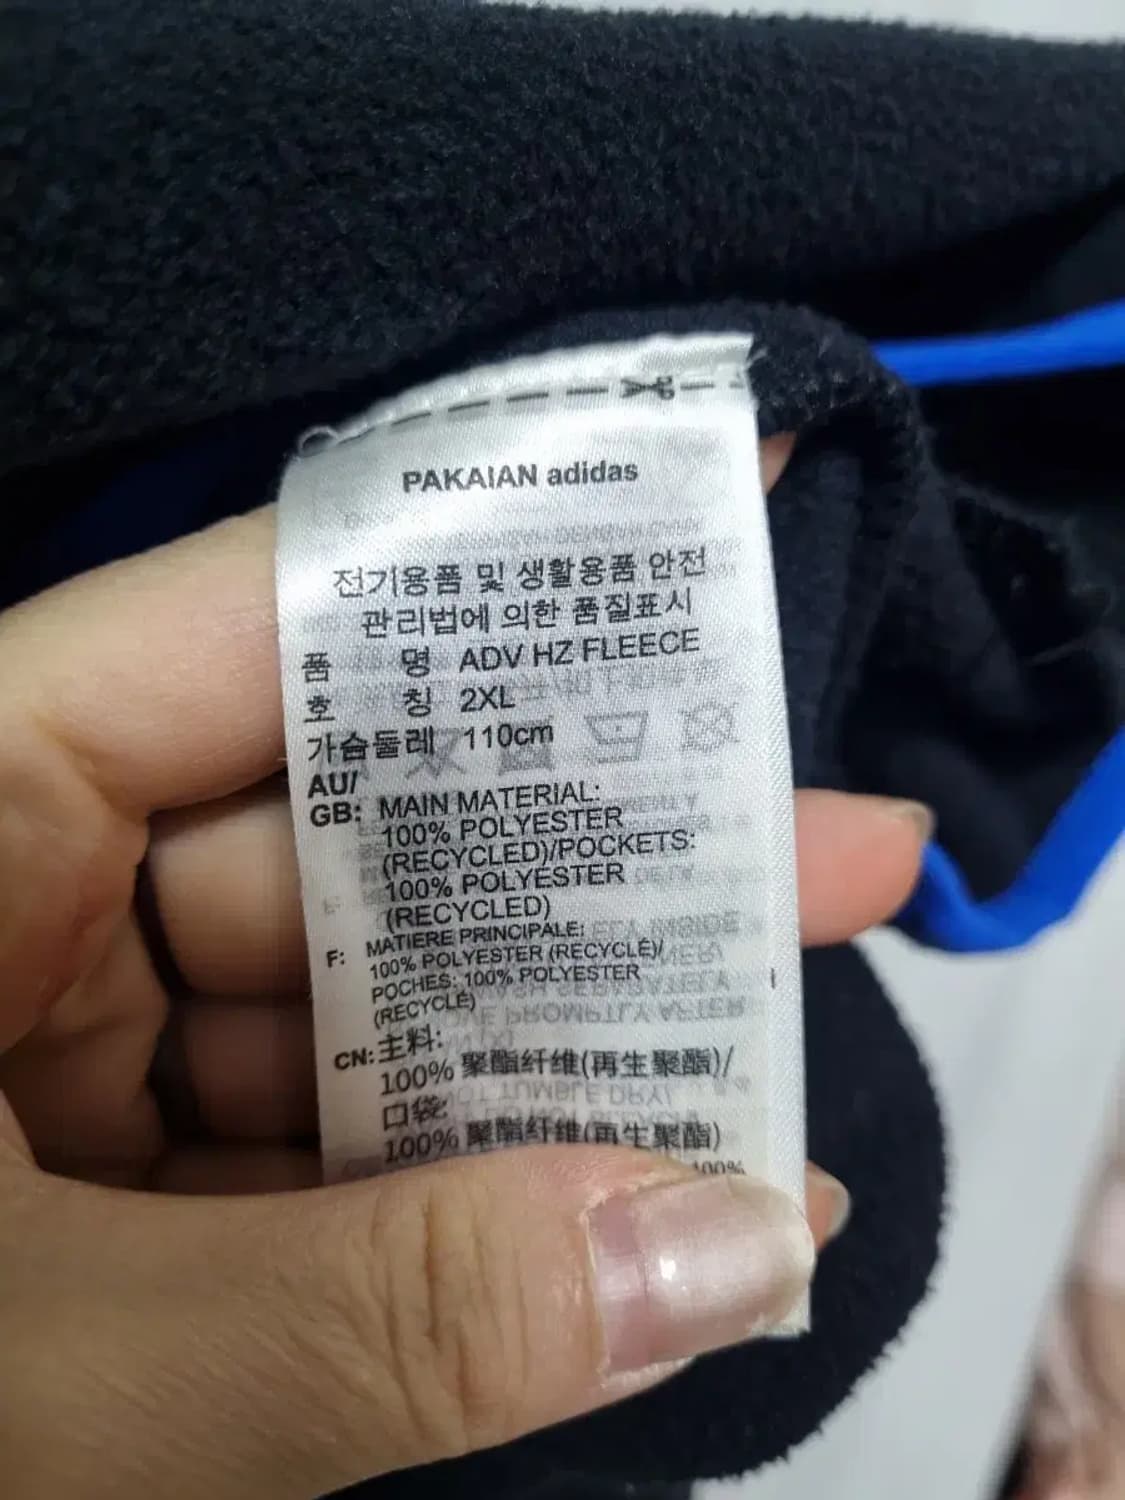 PAKAIAN adidas
전기용품 및 생활용품 안전
관리법에 의한 품질표시
품 명 ADV HZ FLEECE
호 칭 2XL
가슴둘레 110cm
AU/
GB: MAIN MATERIAL:
100% POLYESTER
(RECYCLED)/POCKETS:
100% POLYESTER
(RECYCLED)
F: MATIERE PRINCIPALE:
100% POLYESTER (RECYCLÉ)/
POCHES: 100% POLYESTER
(RECYCLÉ)
CN: 主料:
100% 聚酯纤维(再生聚酯)/
口袋:
100% 聚酯纤维(再生聚酯)
100%